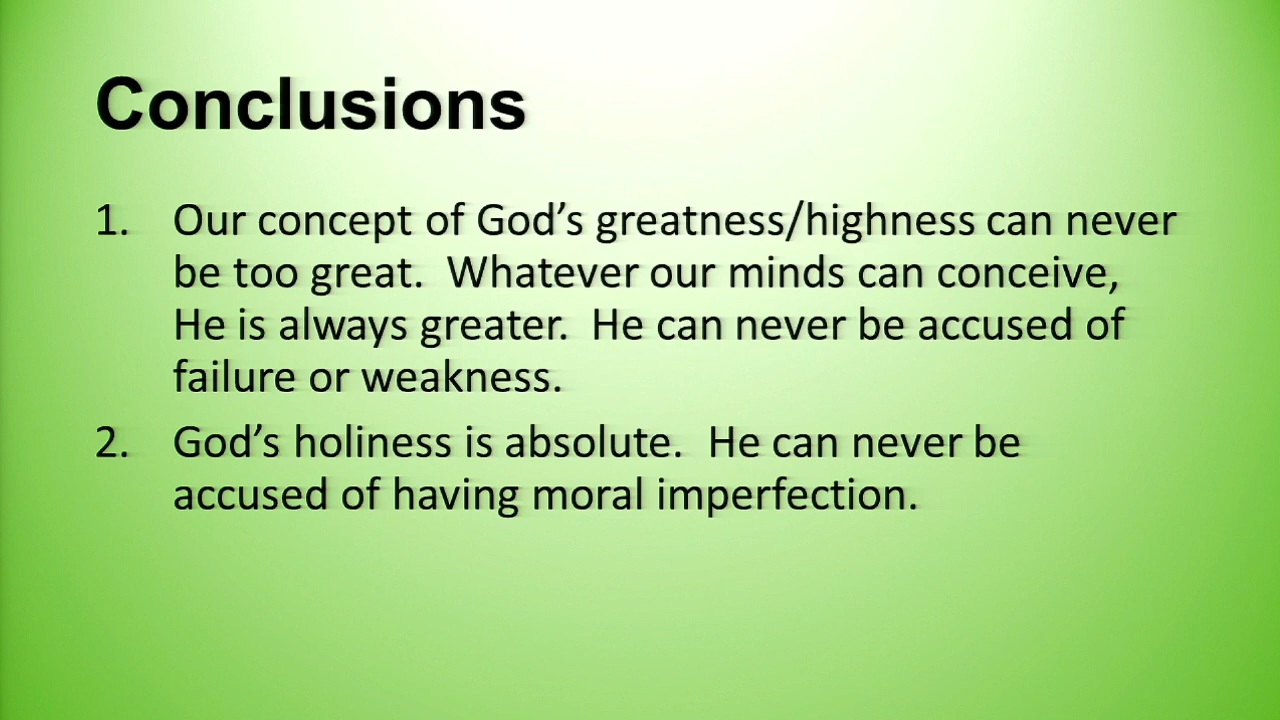 Conclusions
1. Our concept of God’s greatness/highness can never
be too great.  Whatever our minds can conceive,
He is always greater.  He can never be accused of
failure or weakness.
2. God’s holiness is absolute.  He can never be
accused of having moral imperfection.